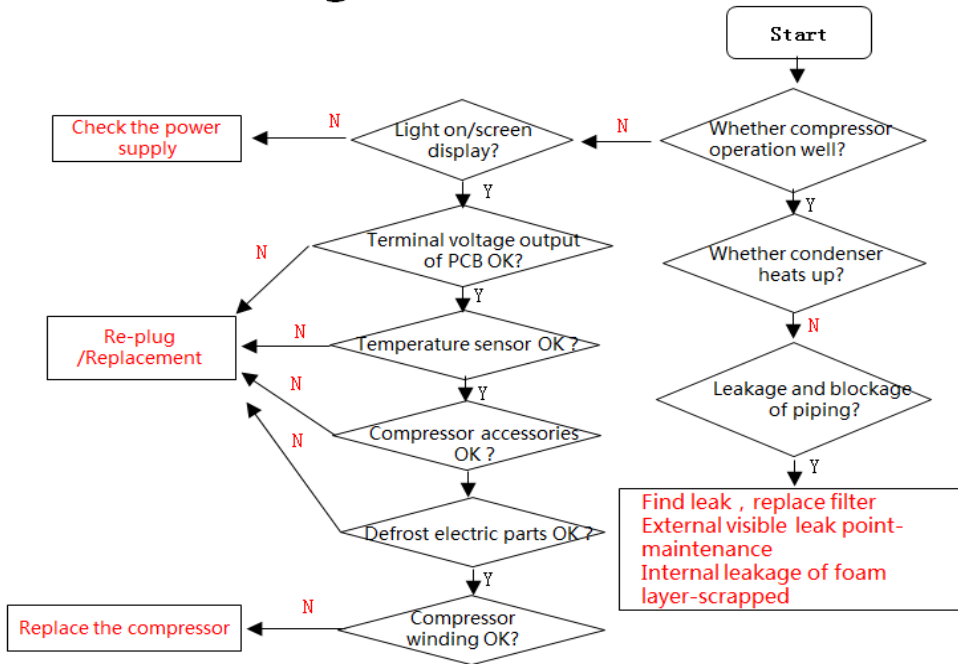 Start
Whether compressor
operation well?
N
Light on/screen
display?
N
Check the power
supply
Y
Y
Terminal voltage output
of PCB OK?
N
Whether condenser
heats up?
Y
N
Re-plug
/Replacement
N
Temperature sensor OK ?
Y
N
Leakage and blockage
of piping?
Compressor accessories
OK ?
N
Y
Find leak , replace filter
External visible leak point-
maintenance
Internal leakage of foam
layer-scrapped
Defrost electric parts OK ?
Y
N
Compressor
winding OK?
Replace the compressor